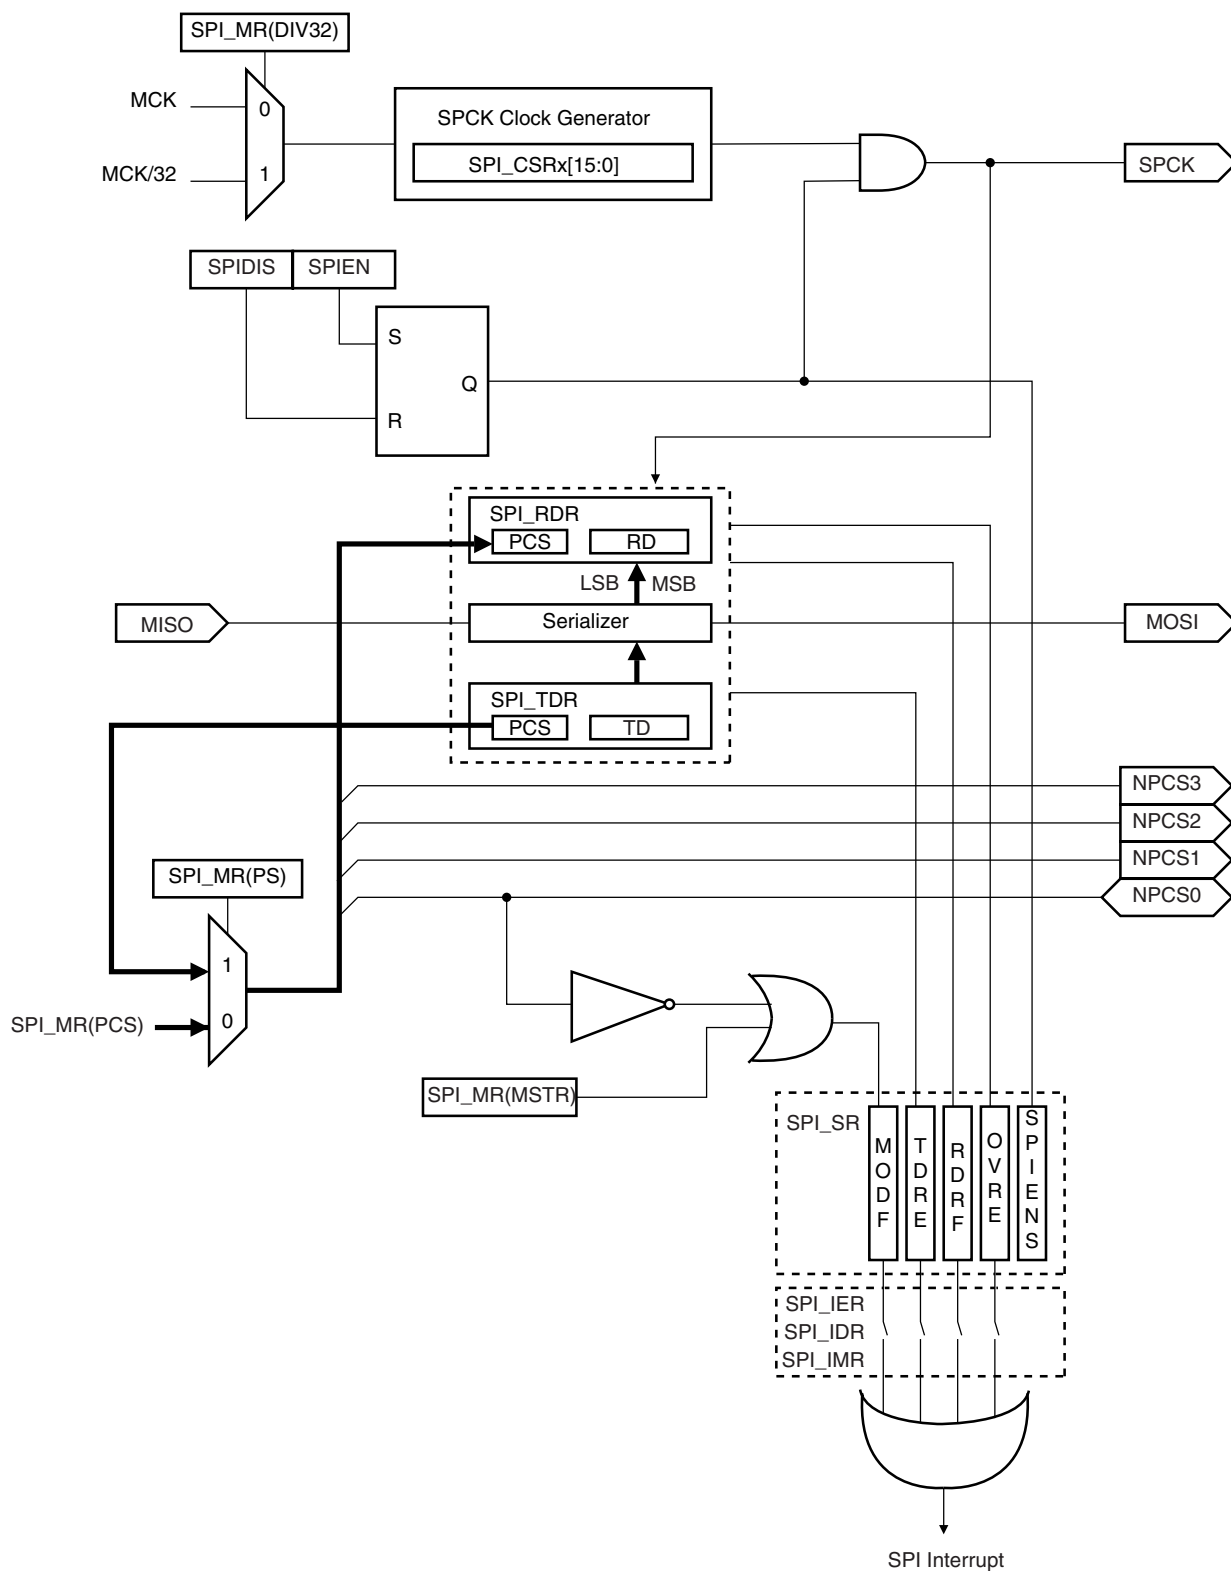 SPI_MR(DIV32)
MCK
0
SPCK Clock Generator
SPI_CSRx[15:0]
SPCK
MCK/32
1
SPIDIS
SPIEN
S
Q
R
SPI_RDR
PCS
RD
LSB
MSB
MISO
Serializer
MOSI
SPI_TDR
PCS
TD
NPCS3
NPCS2
NPCS1
NPCS0
SPI_MR(PS)
1
0
SPI_MR(PCS)
SPI_MR(MSTR)
SPI_SR
MODF
TDRE
RDRF
OVRE
SPIENS
SPI_IER
SPI_IDR
SPI_IMR
SPI Interrupt